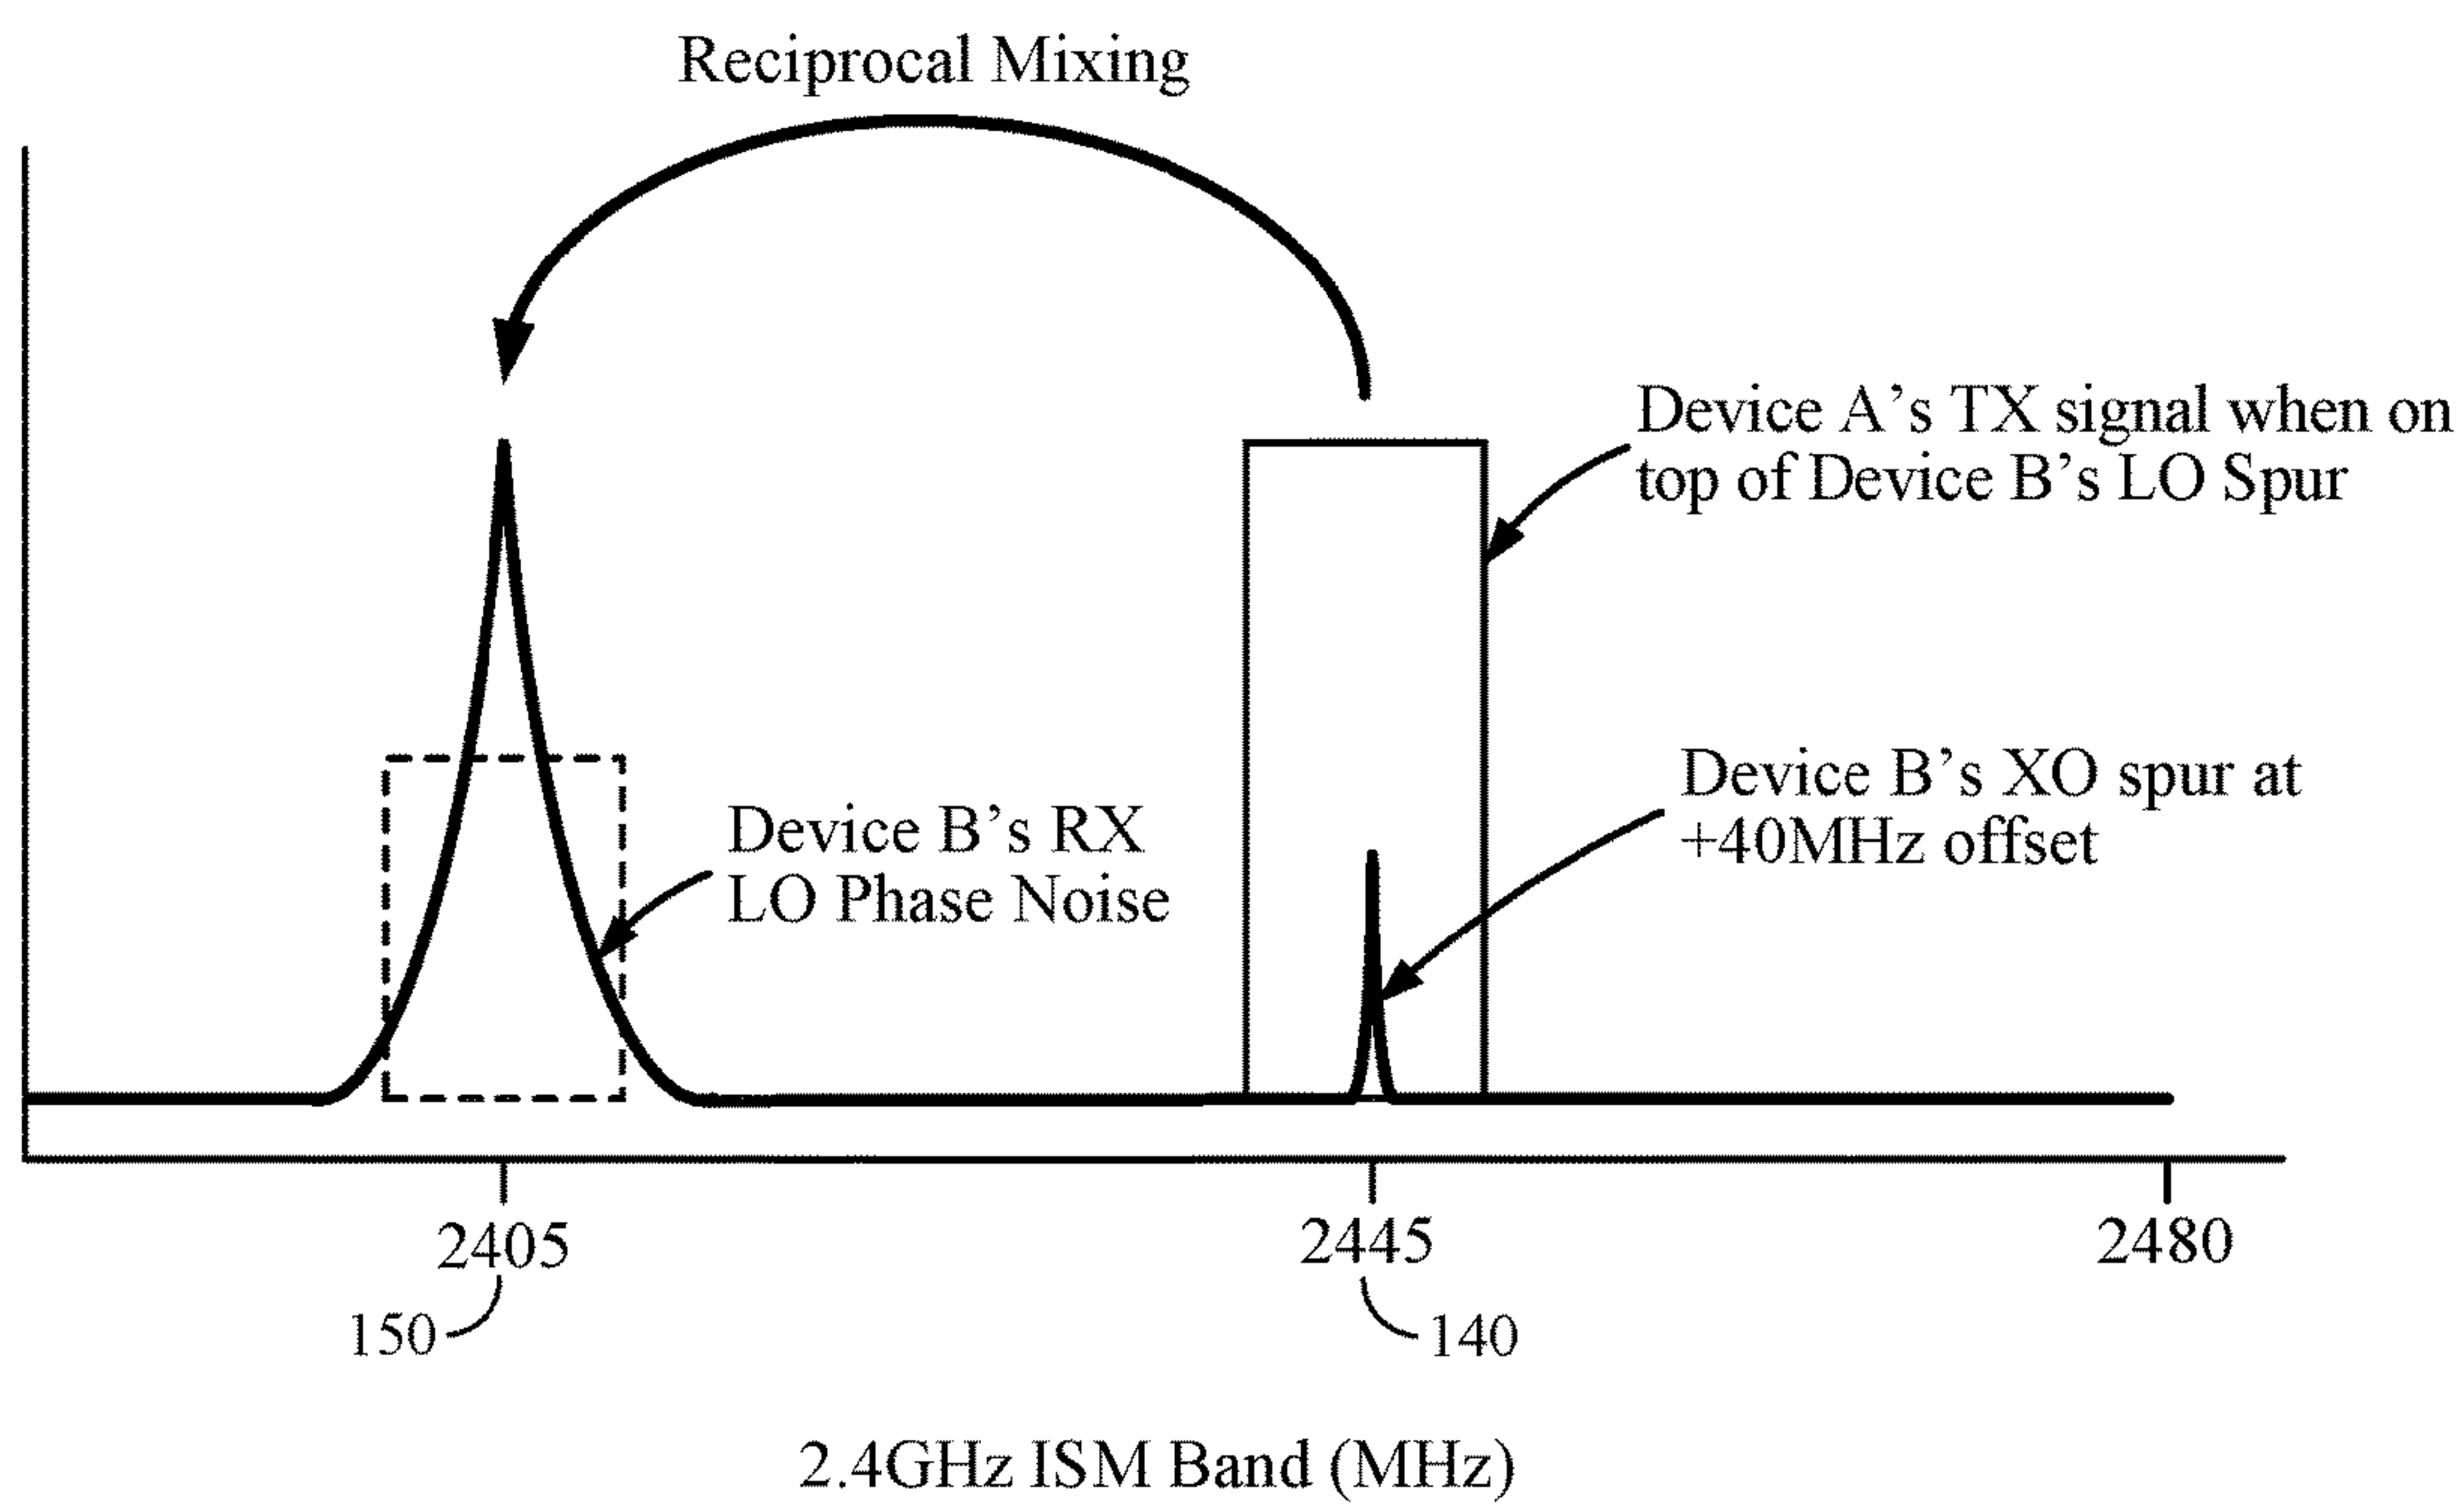 Reciprocal Mixing
Device A’s TX signal when on
top of Device B’s LO Spur
Device B’s XO spur at
+40MHz offset
Device B’s RX
LO Phase Noise
2405
2445
2480
150
140
2.4GHz ISM Band (MHz)